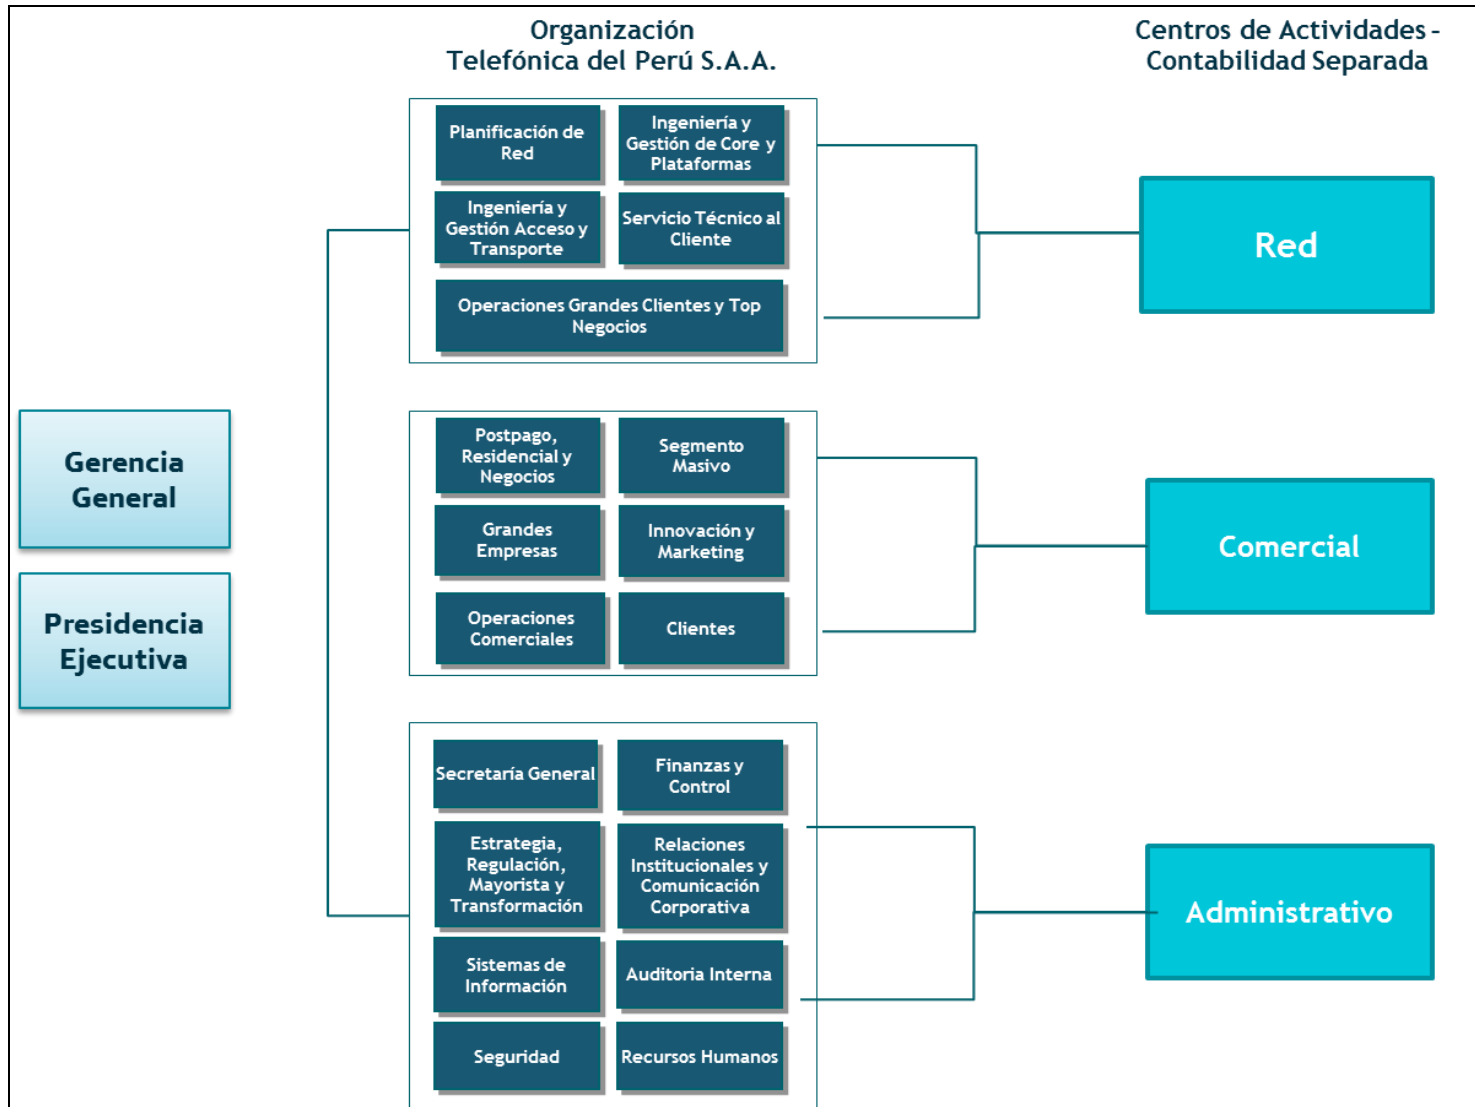 Organización
Telefónica del Perú S.A.A.
Centros de Actividades -
Contabilidad Separada
Planificación de
Red
Ingeniería y
Gestión de Core y
Plataformas
Ingeniería y
Gestión Acceso y
Transporte
Servicio Técnico al
Cliente
Operaciones Grandes Clientes y Top
Negocios
Red
Gerencia
General
Presidencia
Ejecutiva
Postpago,
Residencial y
Negocios
Segmento
Masivo
Grandes
Empresas
Innovación y
Marketing
Operaciones
Comerciales
Clientes
Comercial
Secretaría General
Finanzas y
Control
Estrategia,
Regulación,
Mayorista y
Transformación
Relaciones
Institucionales y
Comunicación
Corporativa
Sistemas de
Información
Auditoria Interna
Seguridad
Recursos Humanos
Administrativo